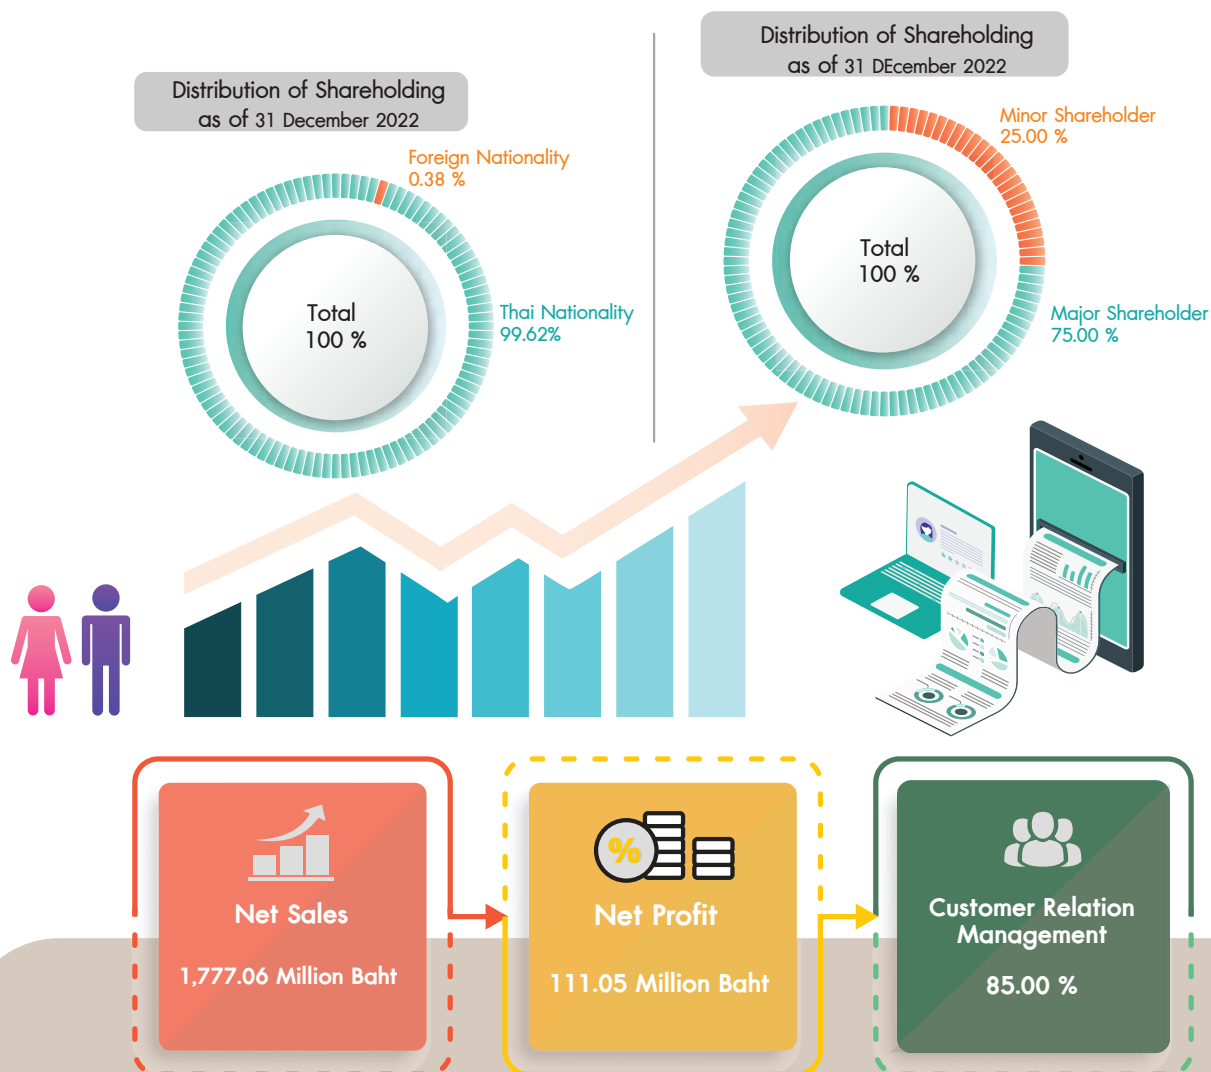 Distribution of Shareholding
as of 31 December 2022
Foreign Nationality
0.38 %
Total
100 %
Thai Nationality
99.62%
Distribution of Shareholding
as of 31 DEcember 2022
Minor Shareholder
25.00 %
Total
100 %
Major Shareholder
75.00 %
%
Net Sales
1,777.06 Million Baht
Net Profit
111.05 Million Baht
Customer Relation
Management
85.00 %